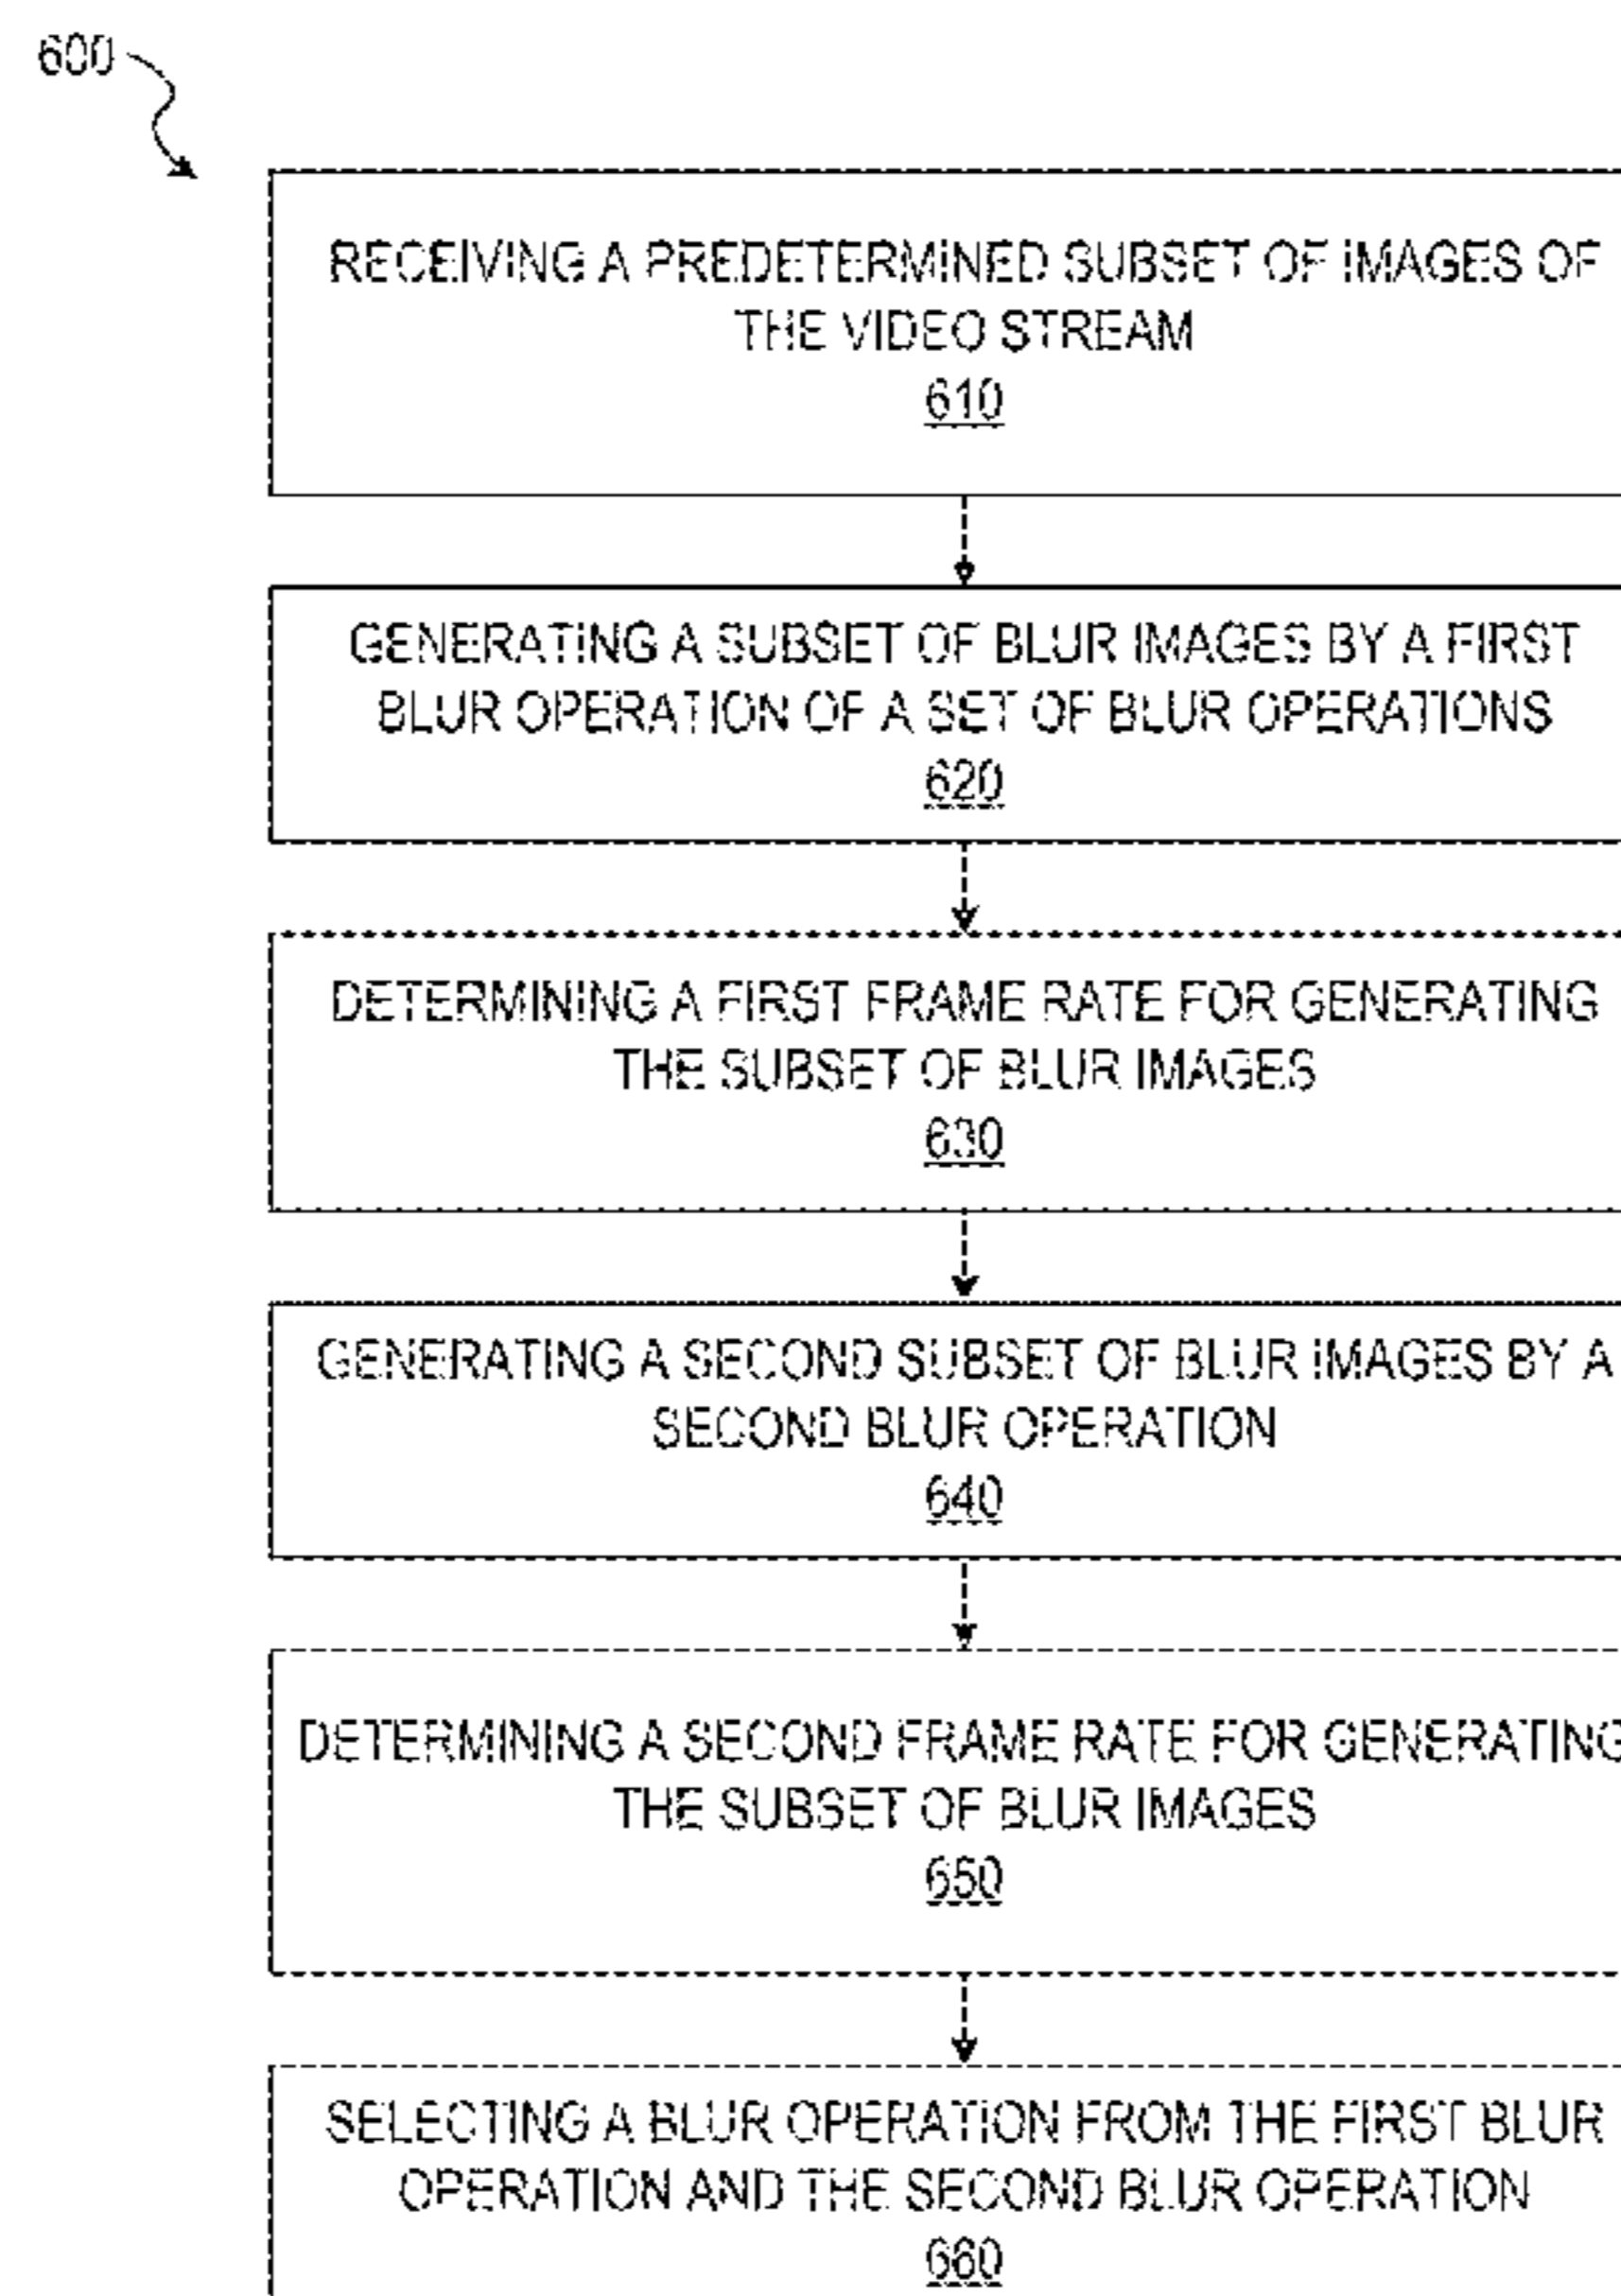 600
RECEIVING A PREDETERMINED SUBSET OF IMAGES OF
THE VIDEO STREAM
610
GENERATING A SUBSET OF BLUR IMAGES BY A FIRST
BLUR OPERATION OF A SET OF BLUR OPERATIONS
620
DETERMINING A FIRST FRAME RATE FOR GENERATING
THE SUBSET OF BLUR IMAGES
630
GENERATING A SECOND SUBSET OF BLUR IMAGES BY A
SECOND BLUR OPERATION
640
DETERMINING A SECOND FRAME RATE FOR GENERATING
THE SUBSET OF BLUR IMAGES
650
SELECTING A BLUR OPERATION FROM THE FIRST BLUR
OPERATION AND THE SECOND BLUR OPERATION
660